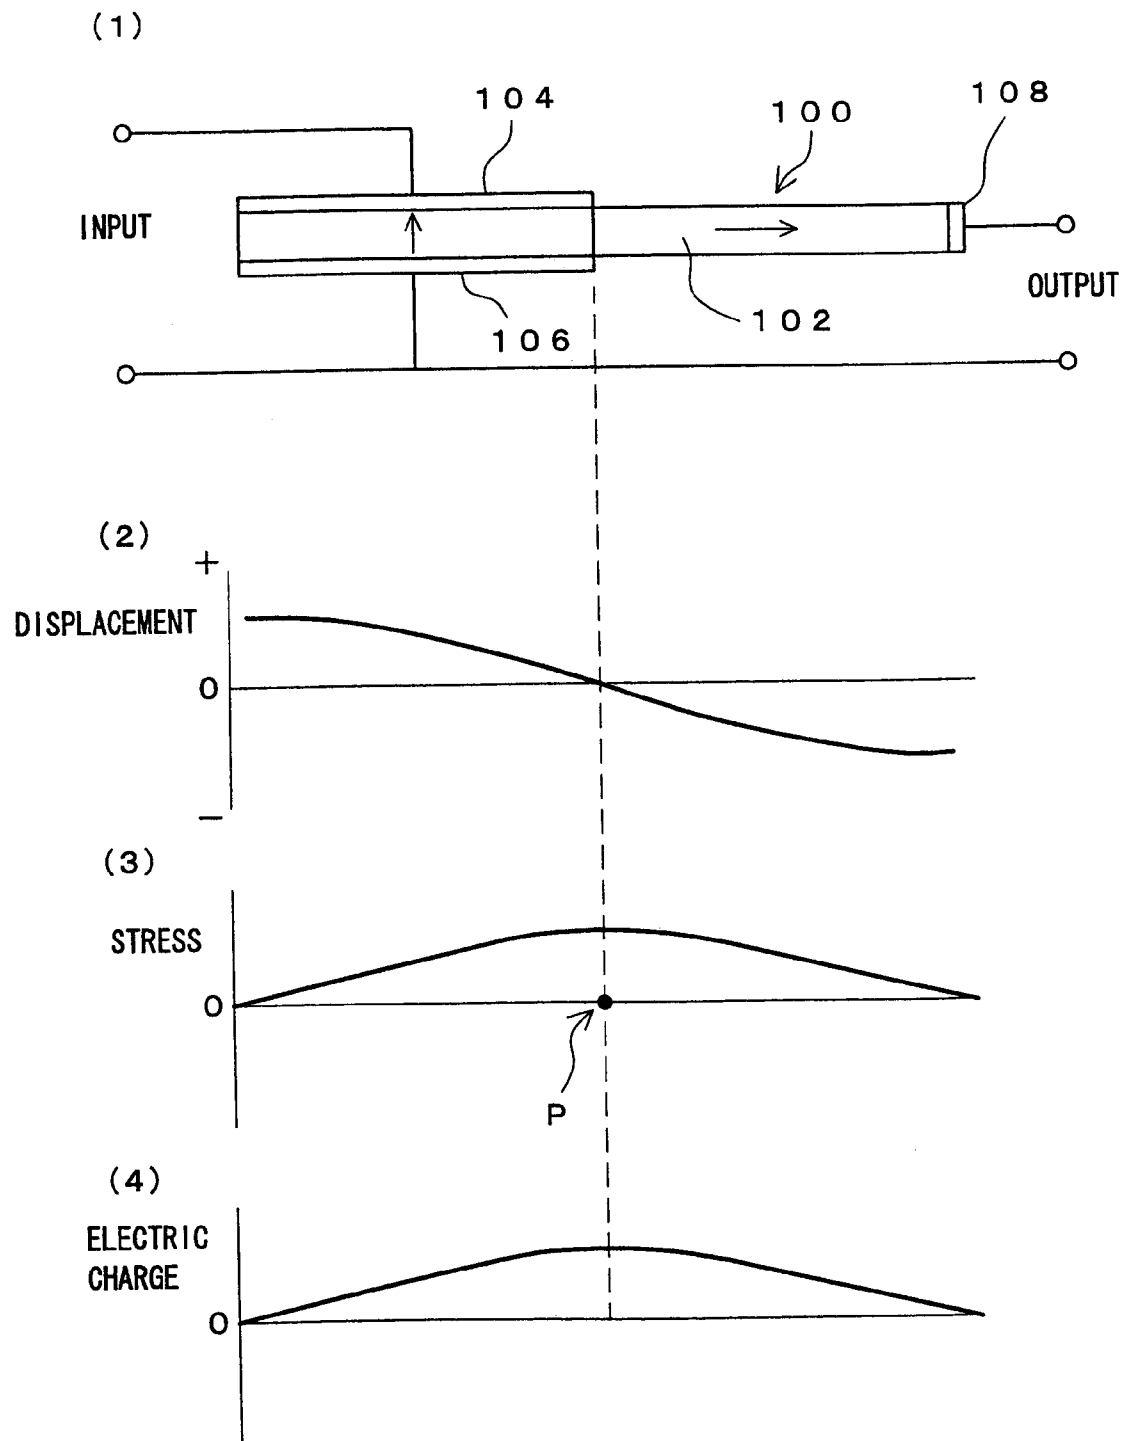 (1)
104
100
108
INPUT
OUTPUT
102
106
(2)
+
DISPLACEMENT
0
−
(3)
STRESS
0
P
(4)
ELECTRIC
CHARGE
0